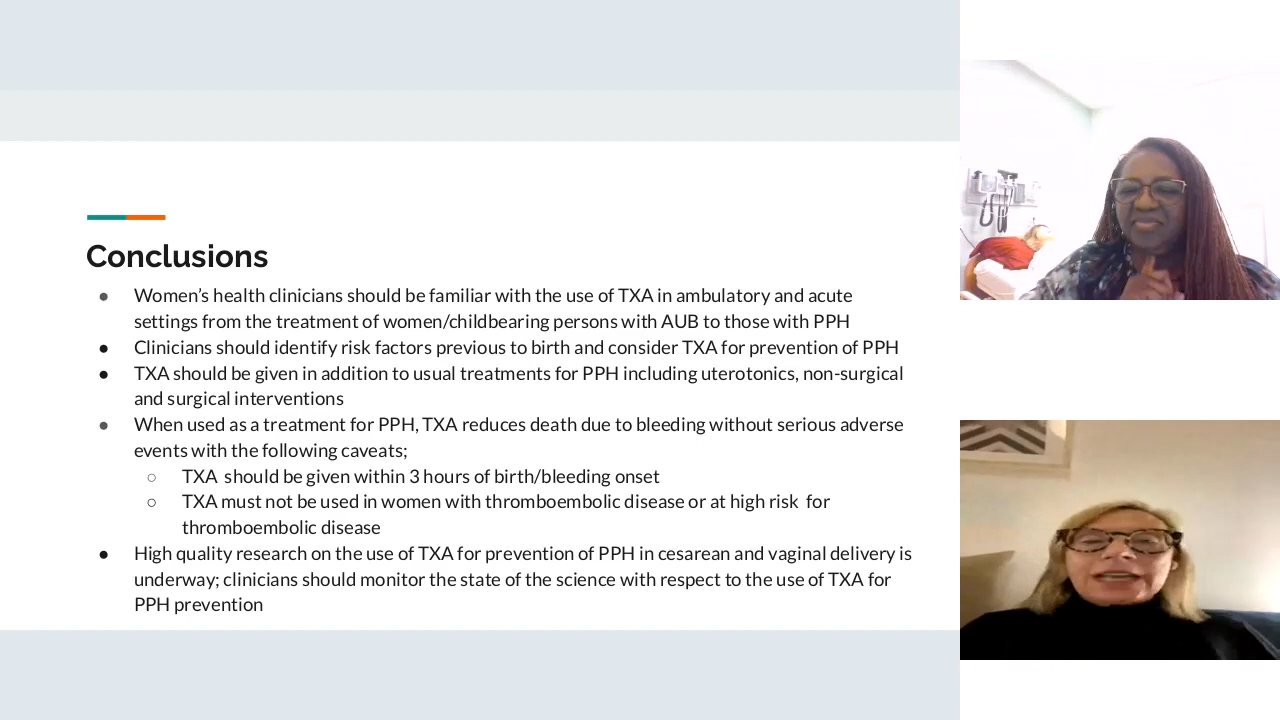 Conclusions
● Women's health clinicians should be familiar with the use of TXA in ambulatory and acute
settings from the treatment of women/childbearing persons with AUB to those with PPH
● Clinicians should identify risk factors previous to birth and consider TXA for prevention of PPH
● TXA should be given in addition to usual treatments for PPH including uterotonics, non-surgical
and surgical interventions
● When used as a treatment for PPH, TXA reduces death due to bleeding without serious adverse
events with the following caveats;
○ TXA should be given within 3 hours of birth/bleeding onset
○ TXA must not be used in women with thromboembolic disease or at high risk for
thromboembolic disease
● High quality research on the use of TXA for prevention of PPH in cesarean and vaginal delivery is
underway; clinicians should monitor the state of the science with respect to the use of TXA for
PPH prevention